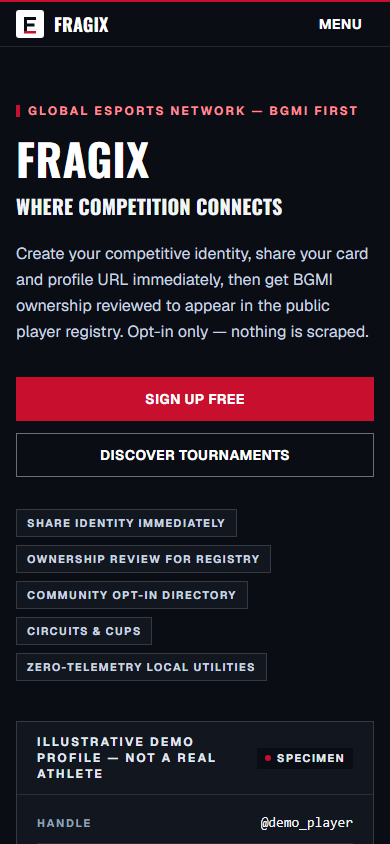 E FRAGIX MENU
GLOBAL ESPORTS NETWORK — BGMI FIRST
FRAGIX
WHERE COMPETITION CONNECTS
Create your competitive identity, share your card
and profile URL immediately, then get BGMI
ownership reviewed to appear in the public
player registry. Opt-in only — nothing is scraped.
SIGN UP FREE
DISCOVER TOURNAMENTS
SHARE IDENTITY IMMEDIATELY
OWNERSHIP REVIEW FOR REGISTRY
COMMUNITY OPT-IN DIRECTORY
CIRCUITS & CUPS
ZERO-TELEMETRY LOCAL UTILITIES
ILLUSTRATIVE DEMO
PROFILE — NOT A REAL
ATHLETE
SPECIMEN
HANDLE @demo_player